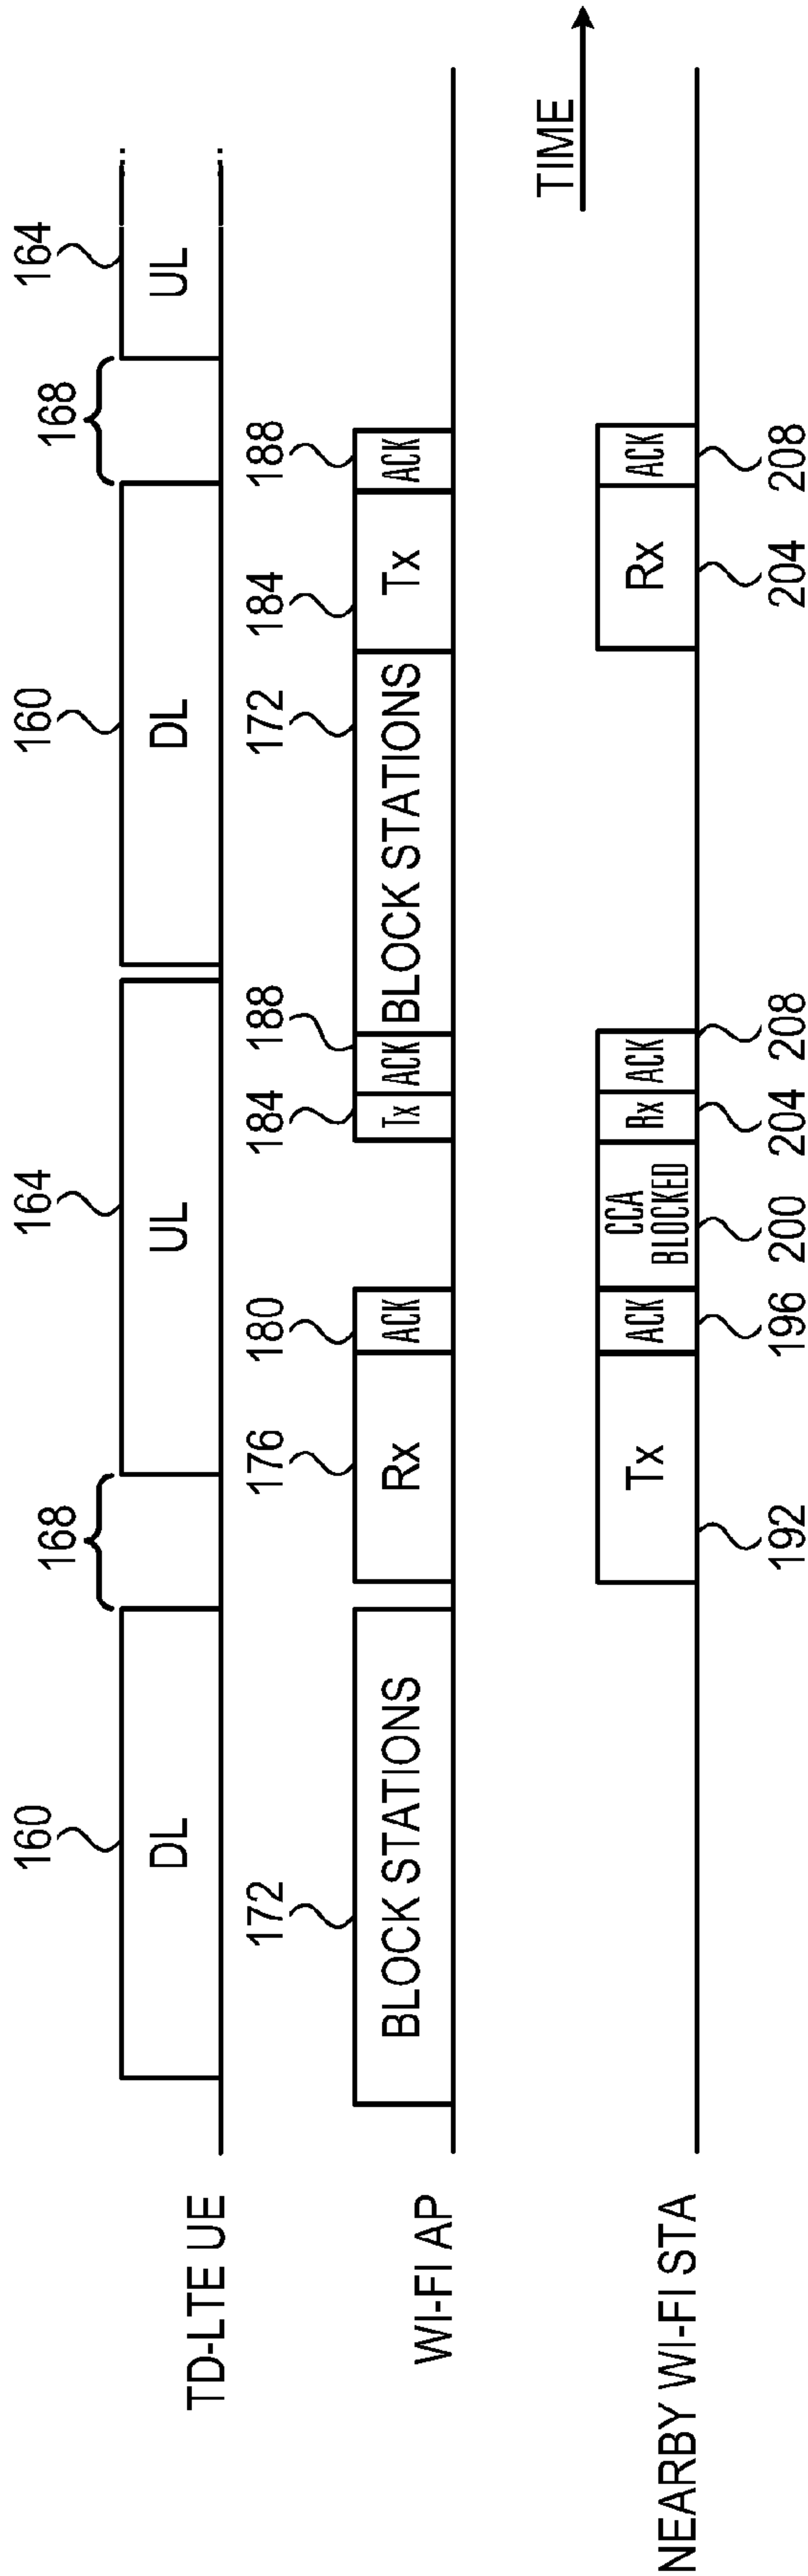 160
168
164
160
168
164
TD-LTE UE
DL
UL
DL
UL
172
176
180
184
188
172
184
188
WI-FI AP
BLOCK STATIONS
Rx
ACK
Tx
ACK
BLOCK STATIONS
Tx
ACK
TIME
NEARBY WI-FI STA
Tx
ACK
CCA
BLOCKED
Rx
ACK
Rx
ACK
192
196
200
204
208
204
208